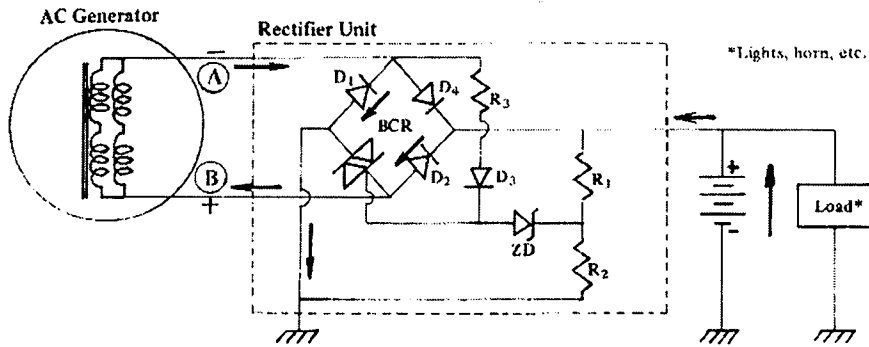 AC Generator
Rectifier Unit
*Lights, horn, etc.
−
A
D1
D4
R3
BCR
B
+
D2
D3
R1
ZD
R2
+
-
Load*